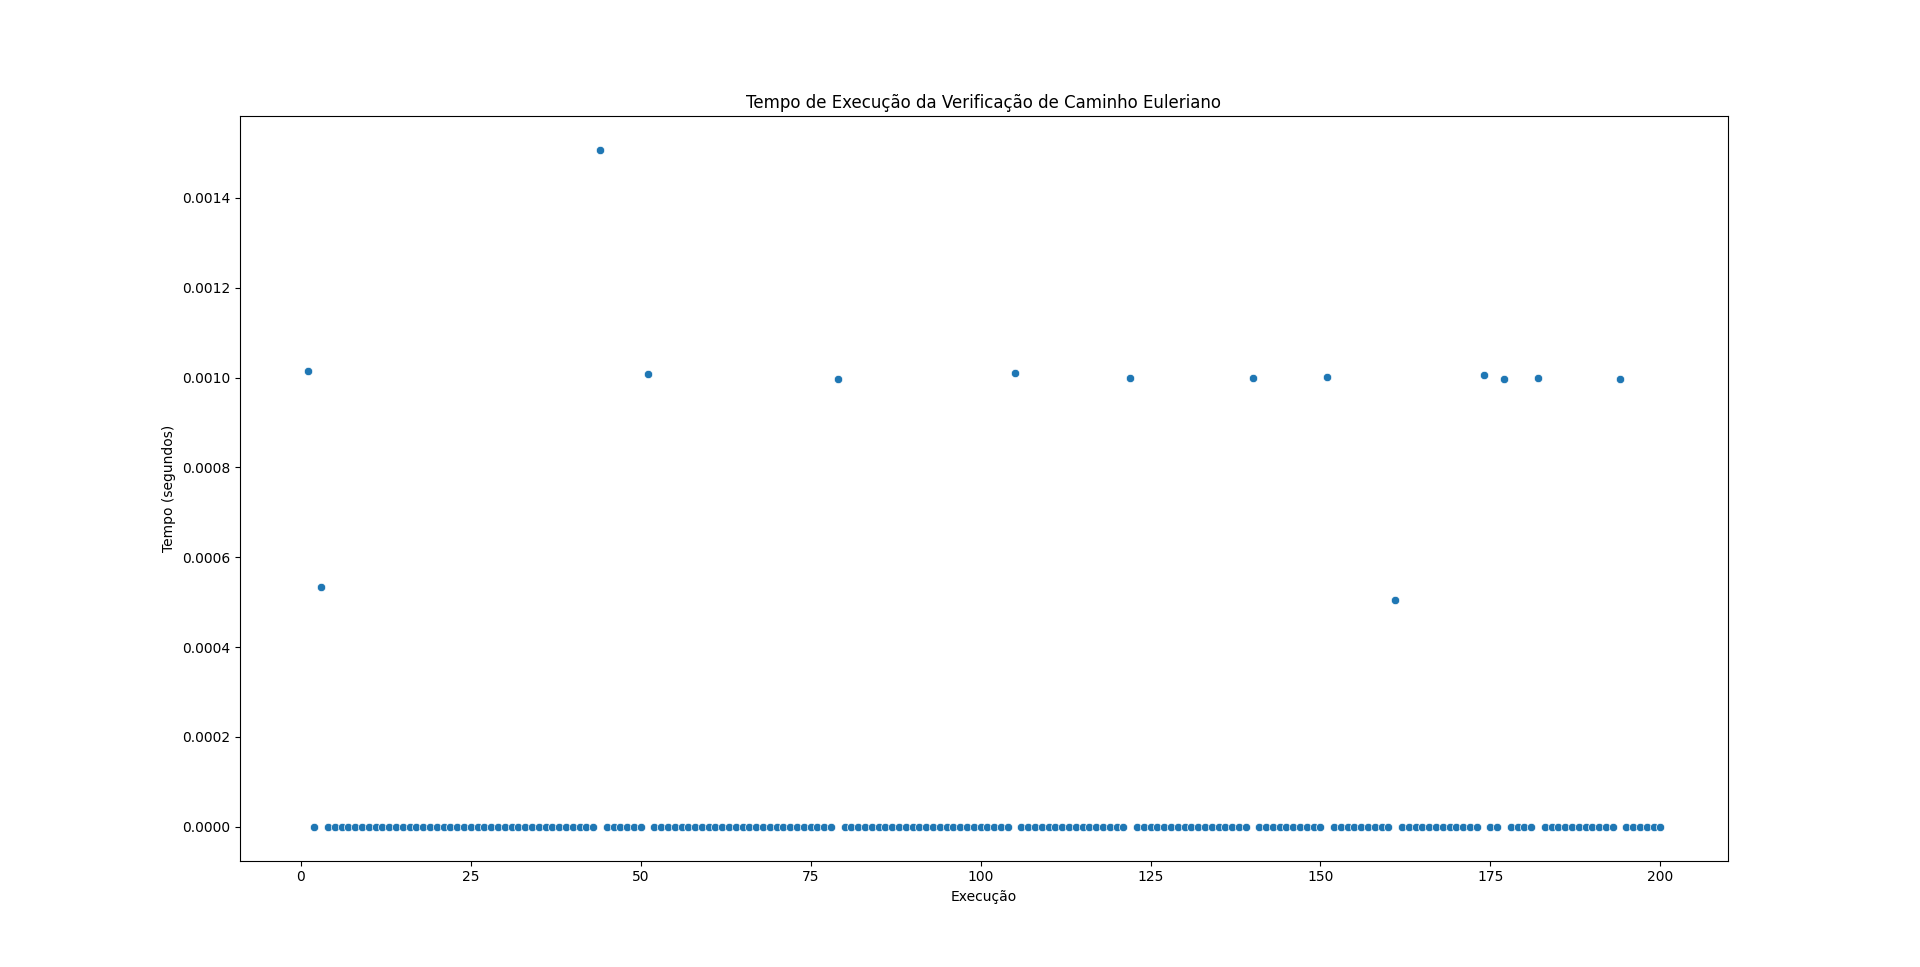 Tempo de Execução da Verificação de Caminho Euleriano
0.0014
0.0012
0.0010
0.0008
0.0006
0.0004
0.0002
0.0000
Tempo (segundos)
0 25 50 75 100 125 150 175 200
Execução